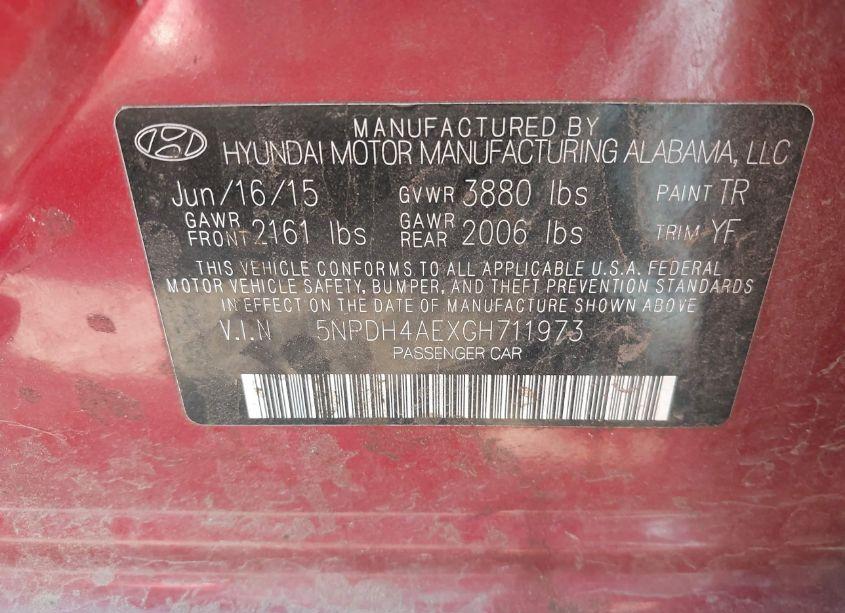 MANUFACTURED BY
HYUNDAI MOTOR MANUFACTURING ALABAMA, LLC
Jun/16/15 GVWR 3880 lbs PAINT TR
GAWR FRONT 2161 lbs GAWR REAR 2006 lbs TRIM YF
THIS VEHICLE CONFORMS TO ALL APPLICABLE U.S.A. FEDERAL
MOTOR VEHICLE SAFETY, BUMPER, AND THEFT PREVENTION STANDARDS
IN EFFECT ON THE DATE OF MANUFACTURE SHOWN ABOVE
V.I.N 5NPDH4AEXGH711973
PASSENGER CAR